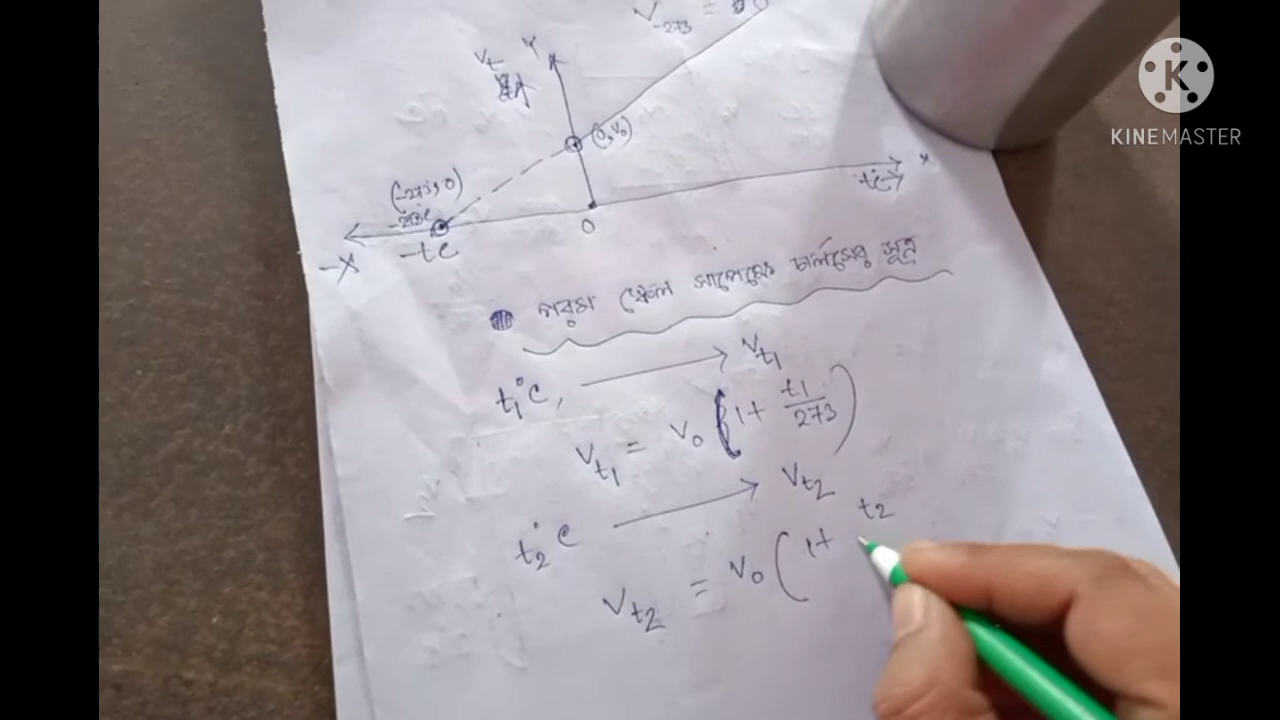 V₋₂₇₃ = 0
Vt Y
(0, V₀)
(-273, 0)
-273°C
x
t°C →
-X
-t°C
0
পরম স্কেল সাপেক্ষে চার্লসের সূত্র
t₁°C, → Vt₁
Vt₁ = V₀ (1 + t₁/273)
t₂°C → Vt₂
Vt₂ = V₀ (1 + t₂
KINEMASTER